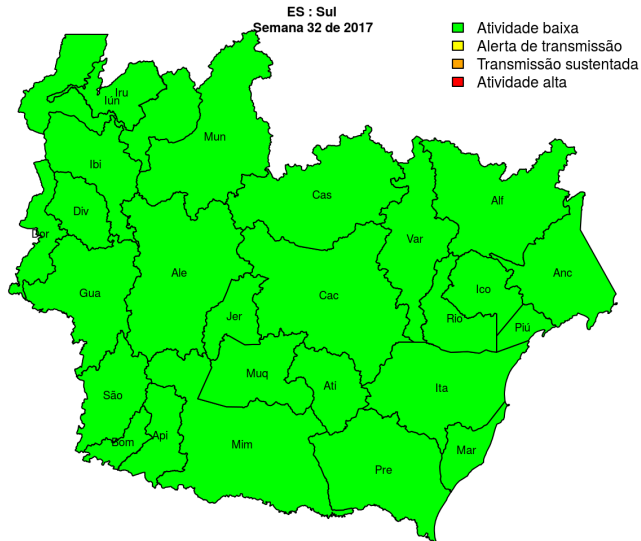 ES : Sul
Semana 32 de 2017
Atividade baixa
Alerta de transmissão
Transmissão sustentada
Atividade alta
Iru
Iún
Mun
Ibi
Cas
Alf
Div
Dor
Var
Ale
Anc
Gua
Cac
Ico
Jer
Rio
Piú
Muq
Ati
Ita
São
Bom
Api
Mim
Mar
Pre